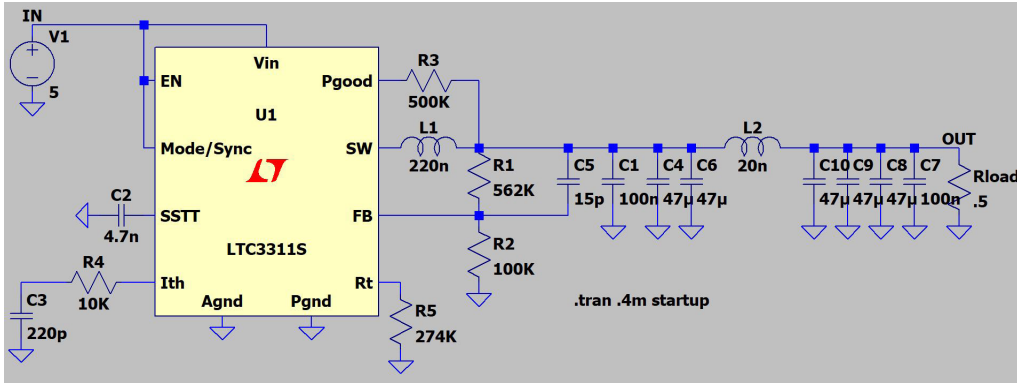 IN
V1
5
Vin
EN
Pgood
R3
500K
U1
Mode/Sync
SW
L1
220n
R1
562K
C5
15p
C1
100n
C4
47µ
C6
47µ
L2
20n
OUT
C10
47µ
C9
47µ
C8
47µ
C7
100n
Rload
.5
C2
4.7n
SSTT
FB
LTC3311S
R2
100K
R4
10K
Ith
Rt
Agnd
Pgnd
C3
220p
R5
274K
.tran .4m startup